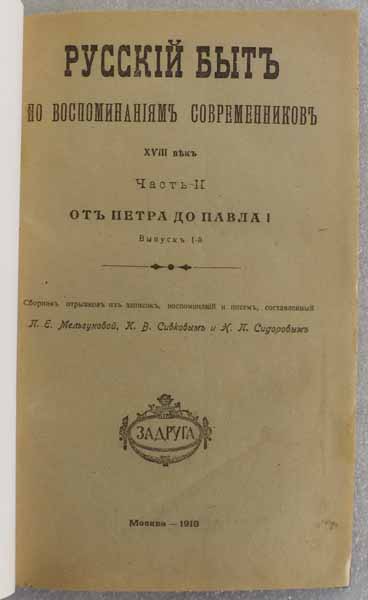 РУССКІЙ БЫТЪ
ПО ВОСПОМИНАНІЯМЪ СОВРЕМЕННИКОВЪ
XVIII вѣкъ
Часть II
ОТЪ ПЕТРА ДО ПАВЛА I
Выпускъ I-й
Сборникъ отрывковъ изъ записокъ, воспоминаній и писемъ, составленный
П. Е. Мельгуновой, К. В. Сивковымъ и Н. П. Сидоровымъ
ЗАДРУГА
Москва — 1918